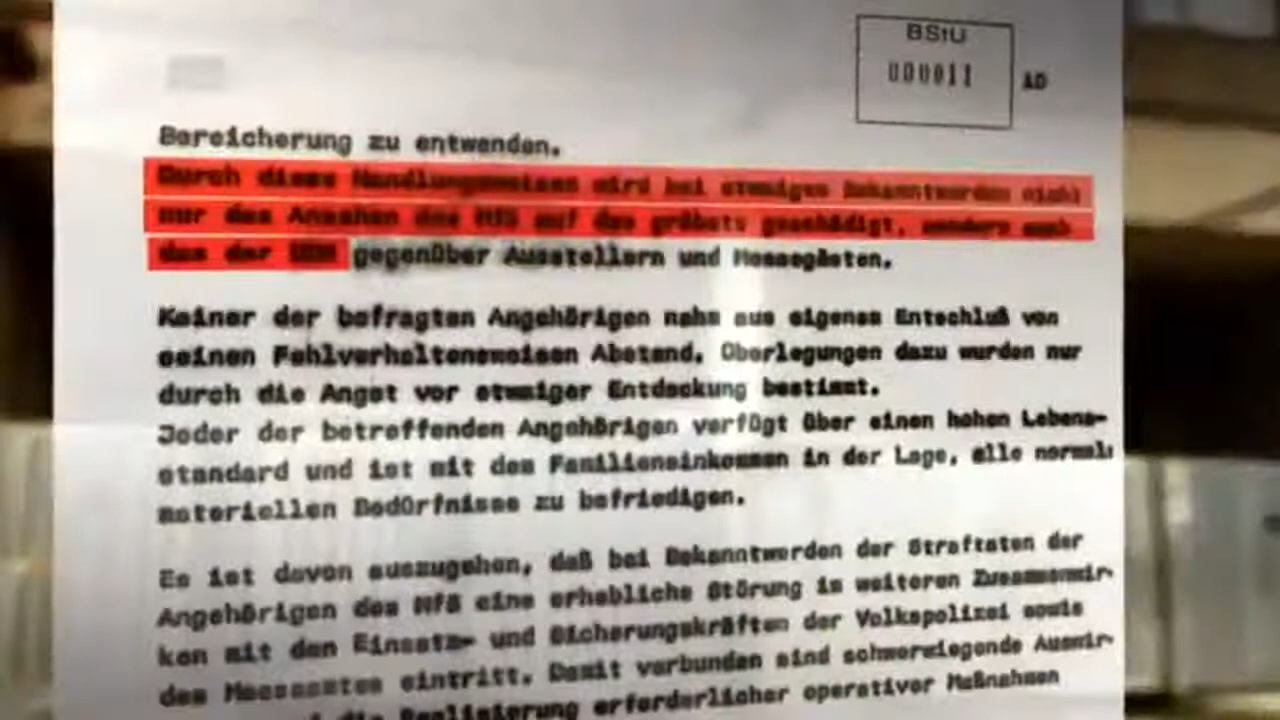 BStU
000011
AD
Bereicherung zu entwenden.
Durch diese Handlungsweisen wird bei etwaigen Bekanntwerden nicht
nur das Ansehen des MfS auf das gröbste geschädigt, sondern auch
das der DDR gegenüber Ausstellern und Messegästen.
Keiner der befragten Angehörigen nahm aus eigenem Entschluß von
seinen Fehlverhaltensweisen Abstand. Überlegungen dazu wurden nur
durch die Angst vor etwaiger Entdeckung bestimmt.
Jeder der betreffenden Angehörigen verfügt über einen hohen Lebens-
standard und ist mit dem Familieneinkommen in der Lage, alle normale
materiellen Bedürfnisse zu befriedigen.
Es ist davon auszugehen, daß bei Bekanntwerden der Straftaten der
Angehörigen des MfS eine erhebliche Störung im weiteren Zusammenwir-
ken mit den Einsatz- und Sicherungskräften der Volkspolizei sowie
des Messeamtes eintritt. Damit verbunden sind schwerwiegende Auswir-
die Realisierung erforderlicher operativer Maßnahmen